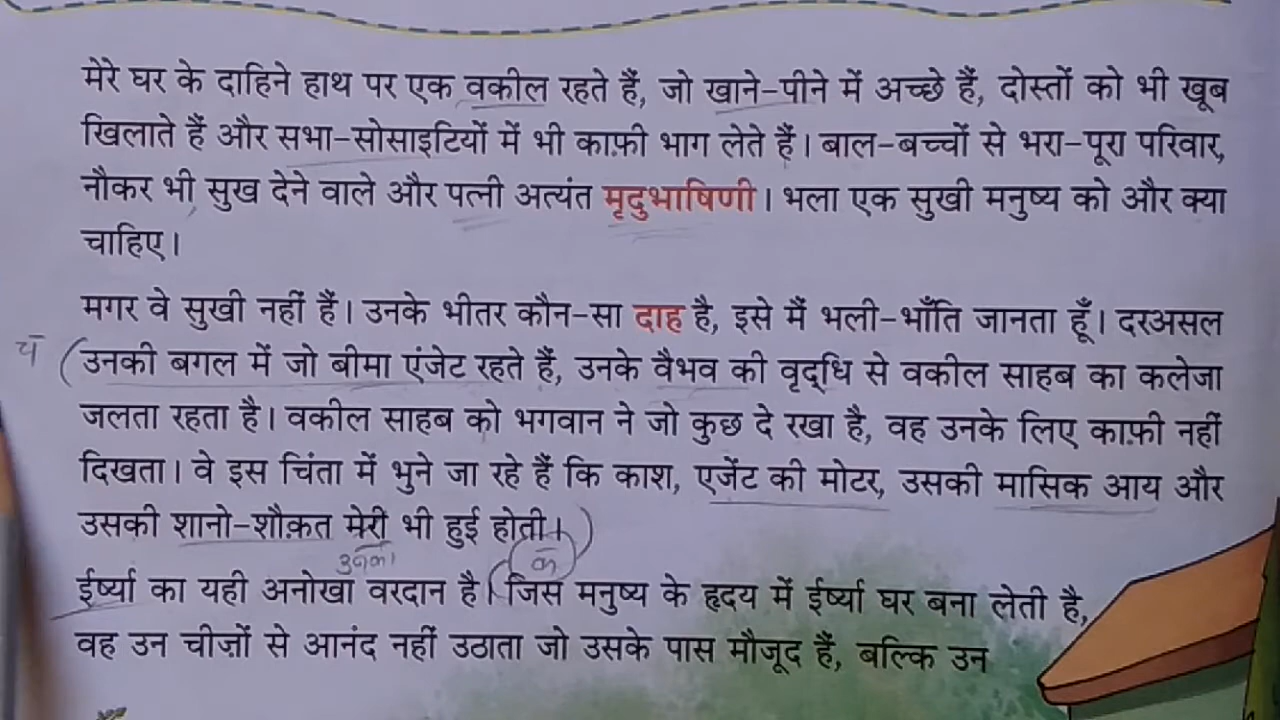 मेरे घर के दाहिने हाथ पर एक वकील रहते हैं, जो खाने-पीने में अच्छे हैं, दोस्तों को भी खूब
खिलाते हैं और सभा-सोसाइटियों में भी काफ़ी भाग लेते हैं। बाल-बच्चों से भरा-पूरा परिवार,
नौकर भी सुख देने वाले और पत्नी अत्यंत मृदुभाषिणी। भला एक सुखी मनुष्य को और क्या
चाहिए।
मगर वे सुखी नहीं हैं। उनके भीतर कौन-सा दाह है, इसे मैं भली-भाँति जानता हूँ। दरअसल
उनकी बगल में जो बीमा एंजेट रहते हैं, उनके वैभव की वृद्धि से वकील साहब का कलेजा
जलता रहता है। वकील साहब को भगवान ने जो कुछ दे रखा है, वह उनके लिए काफ़ी नहीं
दिखता। वे इस चिंता में भुने जा रहे हैं कि काश, एजेंट की मोटर, उसकी मासिक आय और
उसकी शानो-शौक़त मेरी भी हुई होती।
उनका क
ईर्ष्या का यही अनोखा वरदान है। जिस मनुष्य के हृदय में ईर्ष्या घर बना लेती है,
वह उन चीज़ों से आनंद नहीं उठाता जो उसके पास मौजूद हैं, बल्कि उन